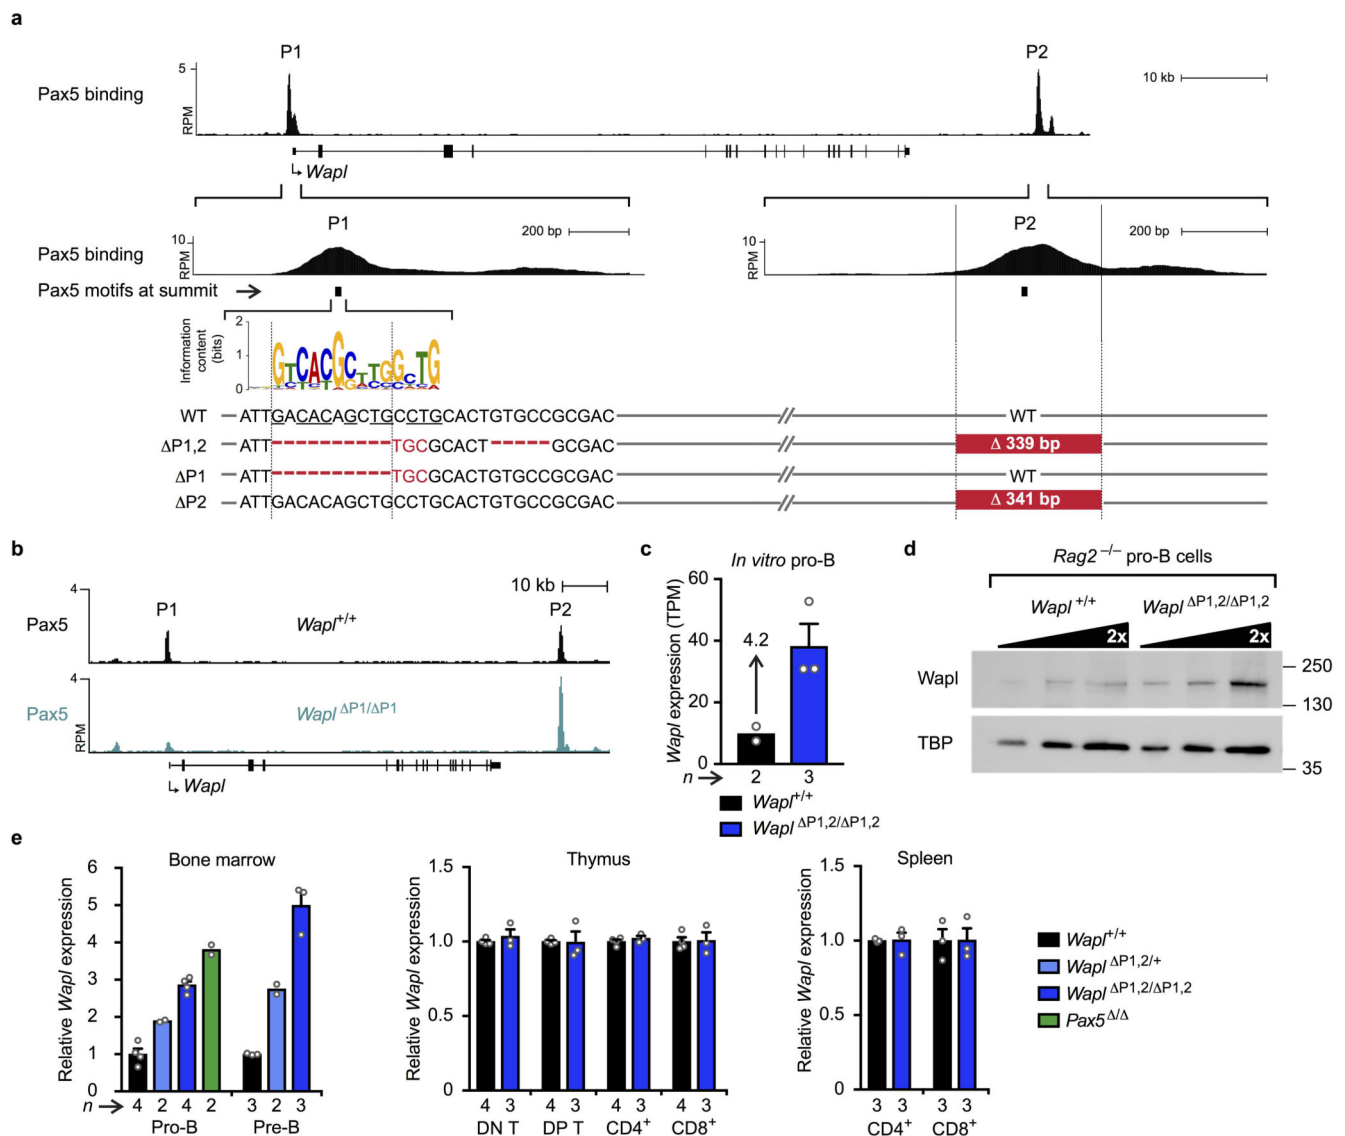 a
P1 P2
5
10 kb
Pax5 binding
RPM
Wapl
P1 P2
10 200 bp 10 200 bp
Pax5 binding
RPM RPM
Pax5 motifs at summit
2
1
0
Information
content
(bits)
WT ATTGACACAGCTGCCTGCACTGTGCCGCGAC WT
ΔP1,2 ATT TGCGCACT GCGAC Δ 339 bp
ΔP1 ATT TGCGCACTGTGCCGCGAC WT
ΔP2 ATTGACACAGCTGCCTGCACTGTGCCGCGAC Δ 341 bp
b
10 kb
4
P1 P2
Pax5 Wapl+/+
4
Pax5 Wapl ΔP1/ΔP1
RPM
Wapl
c
In vitro pro-B
Wapl expression (TPM)
60
40
20
0
4.2
n 2 3
Wapl+/+
Wapl ΔP1,2/ΔP1,2
d
Rag2 –/– pro-B cells
Wapl +/+ Wapl ΔP1,2/ΔP1,2
2x 2x
Wapl 250
130
TBP
35
e
Bone marrow
Relative Wapl expression
6
5
4
3
2
1
0
n 4 2 4 2 3 2 3
Pro-B Pre-B
Thymus
Relative Wapl expression
1.5
1.0
0.5
0
4 3 4 3 4 3 4 3
DN T DP T CD4+ CD8+
Spleen
Relative Wapl expression
1.5
1.0
0.5
0
3 3 3 3
CD4+ CD8+
Wapl+/+
Wapl ΔP1,2/+
Wapl ΔP1,2/ΔP1,2
Pax5 Δ/Δ